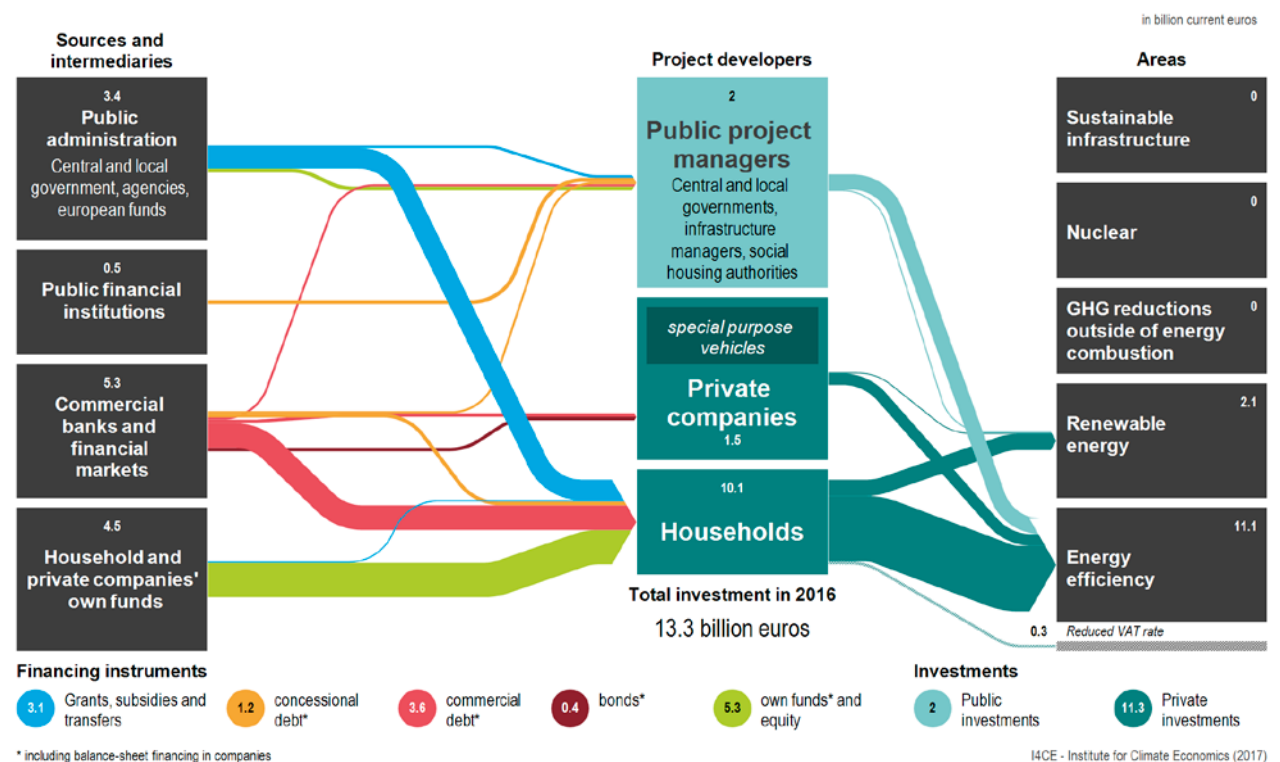 in billion current euros
Sources and
intermediaries
3.4
Public
administration
Central and local
government, agencies,
european funds
0.5
Public financial
institutions
5.3
Commercial
banks and
financial
markets
4.5
Household and
private companies'
own funds
Project developers
2
Public project
managers
Central and local
governments,
infrastructure
managers, social
housing authorities
special purpose
vehicles
Private
companies
1.5
10.1
Households
Total investment in 2016
13.3 billion euros
Areas
0
Sustainable
infrastructure
0
Nuclear
GHG reductions 0
outside of energy
combustion
2.1
Renewable
energy
11.1
Energy
efficiency
0.3 Reduced VAT rate
Financing instruments
3.1 Grants, subsidies and
transfers
1.2 concessional
debt*
3.6 commercial
debt*
0.4 bonds*
5.3 own funds* and
equity
Investments
2 Public
investments
11.3 Private
investments
* including balance-sheet financing in companies
I4CE - Institute for Climate Economics (2017)